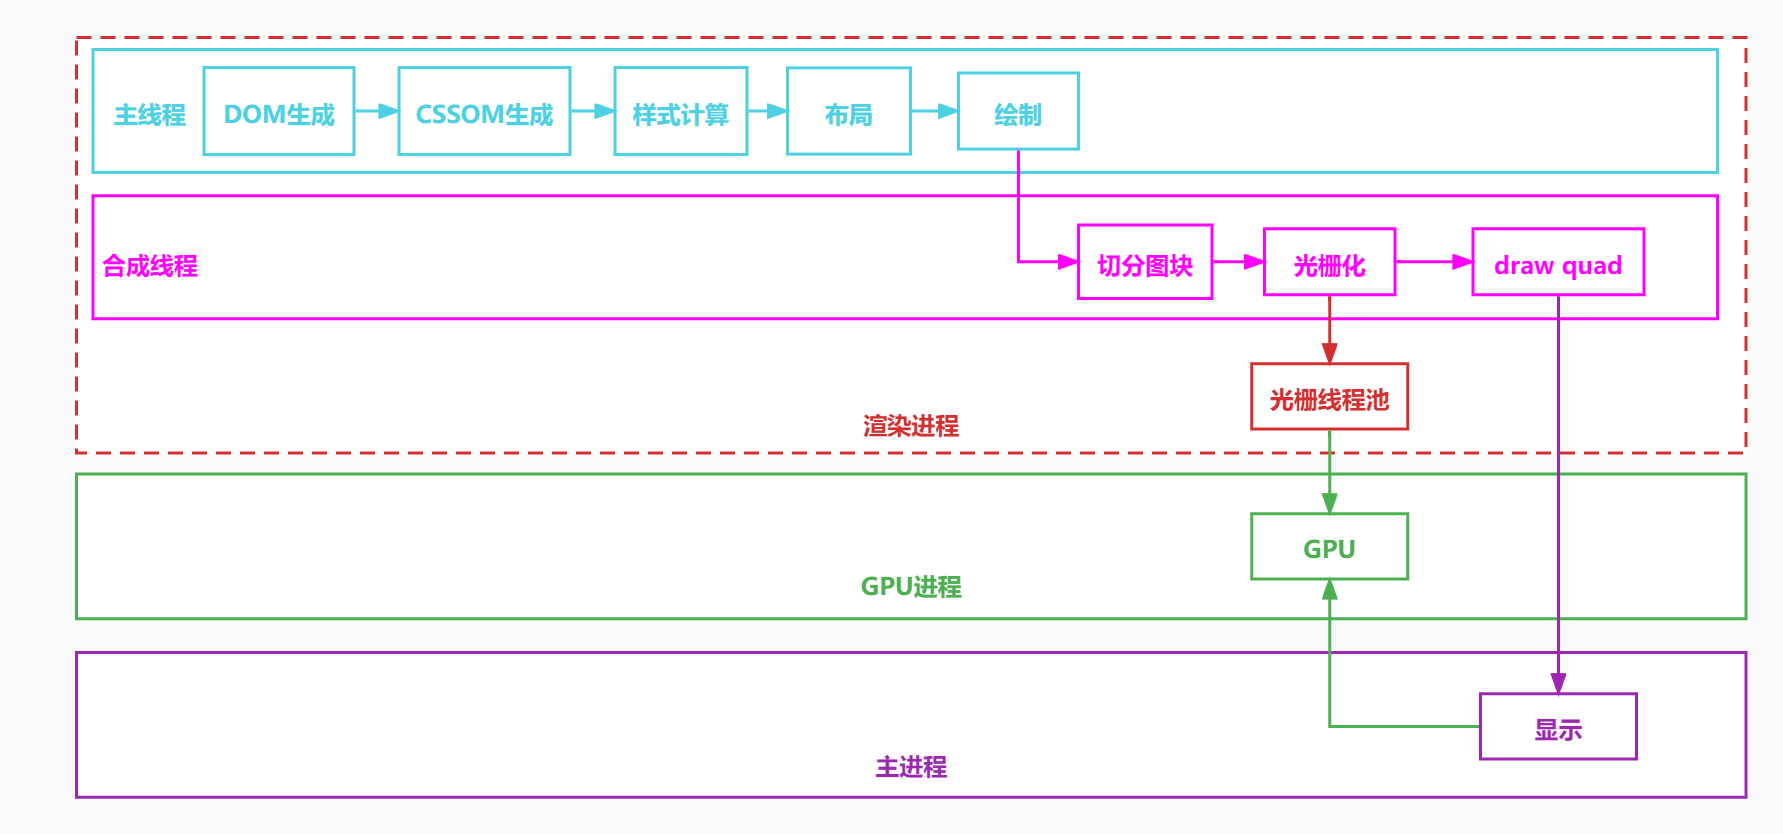 主线程
DOM生成
CSSOM生成
样式计算
布局
绘制
合成线程
切分图块
光栅化
draw quad
光栅线程池
渲染进程
GPU
GPU进程
显示
主进程